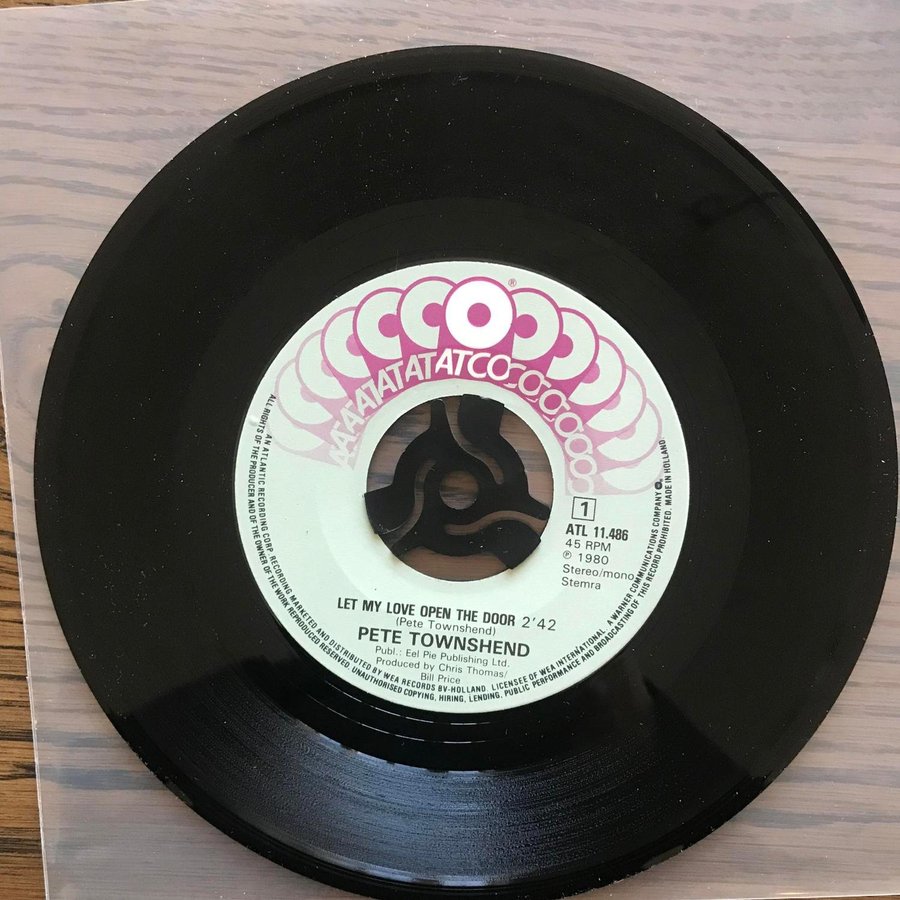 ATCO
®
1
ATL 11.486
45 RPM
℗ 1980
Stereo/mono
Stemra
LET MY LOVE OPEN THE DOOR 2'42
(Pete Townshend)
PETE TOWNSHEND
Publ.: Eel Pie Publishing Ltd.
Produced by Chris Thomas/
Bill Price
AN ATLANTIC RECORDING CORP. RECORDING MARKETED AND DISTRIBUTED BY WEA RECORDS BV-HOLLAND. LICENSEE OF WEA INTERNATIONAL. A WARNER COMMUNICATIONS COMPANY
ALL RIGHTS OF THE PRODUCER AND OF THE OWNER OF THE WORK REPRODUCED RESERVED. UNAUTHORISED COPYING, HIRING, LENDING, PUBLIC PERFORMANCE AND BROADCASTING OF THIS RECORD PROHIBITED. MADE IN HOLLAND.